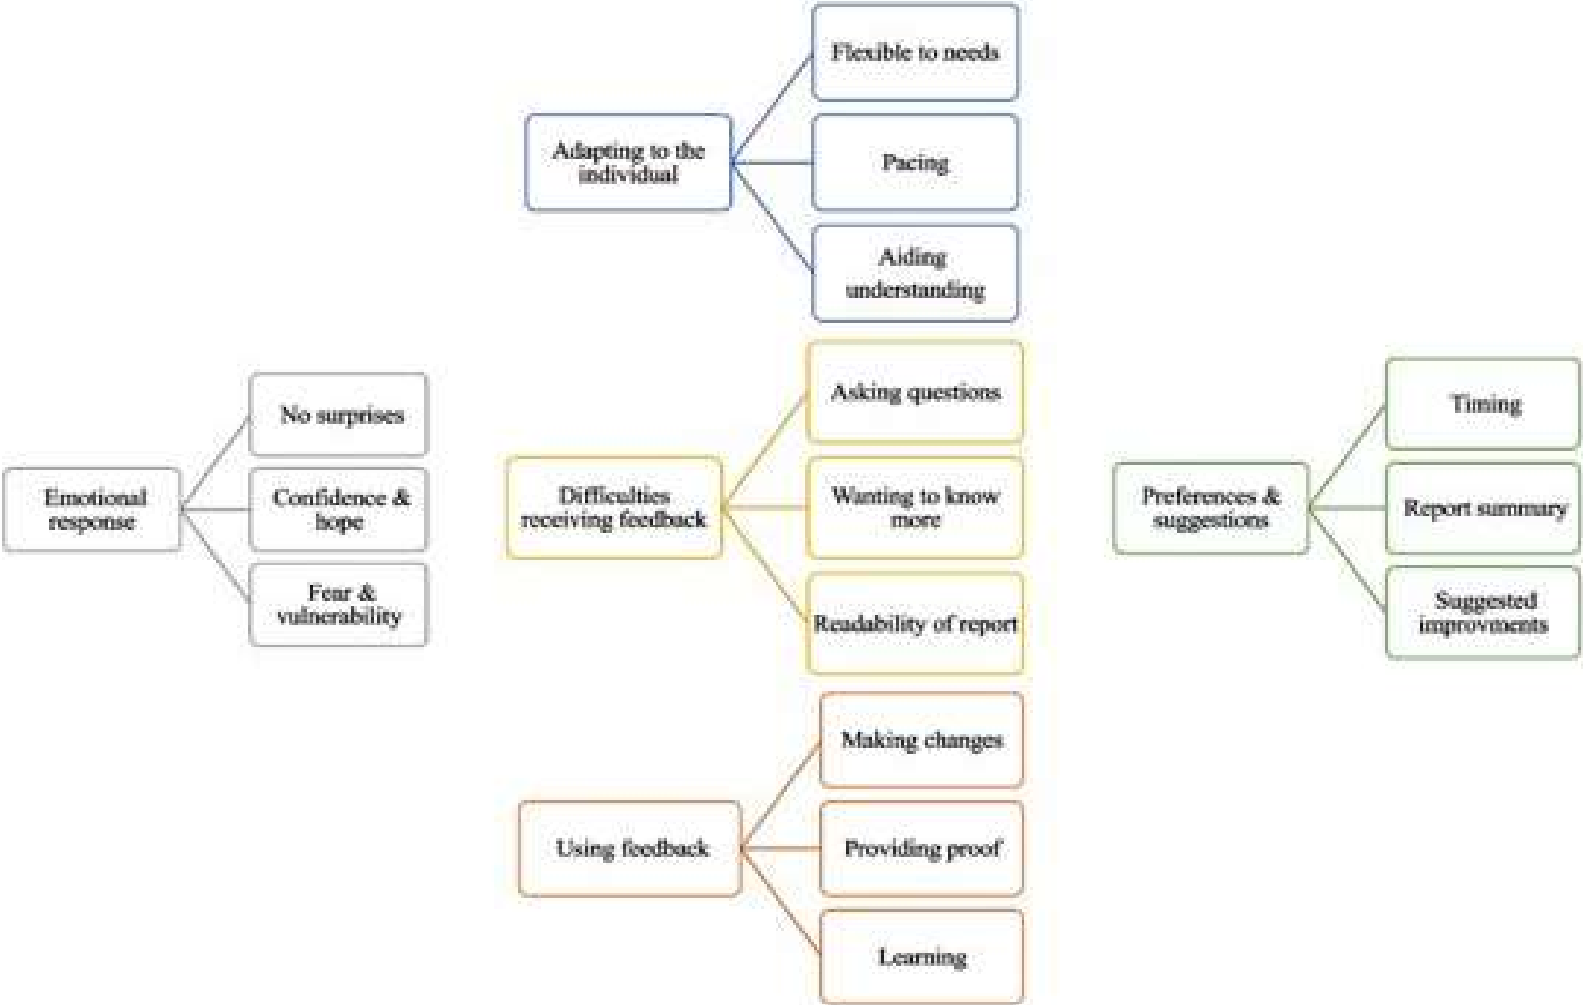 Emotional
response
No surprises
Confidence &
hope
Fear &
vulnerability
Adapting to the
individual
Flexible to needs
Pacing
Aiding
understanding
Difficulties
receiving feedback
Asking questions
Wanting to know
more
Readability of report
Using feedback
Making changes
Providing proof
Learning
Preferences &
suggestions
Timing
Report summary
Suggested
improvments